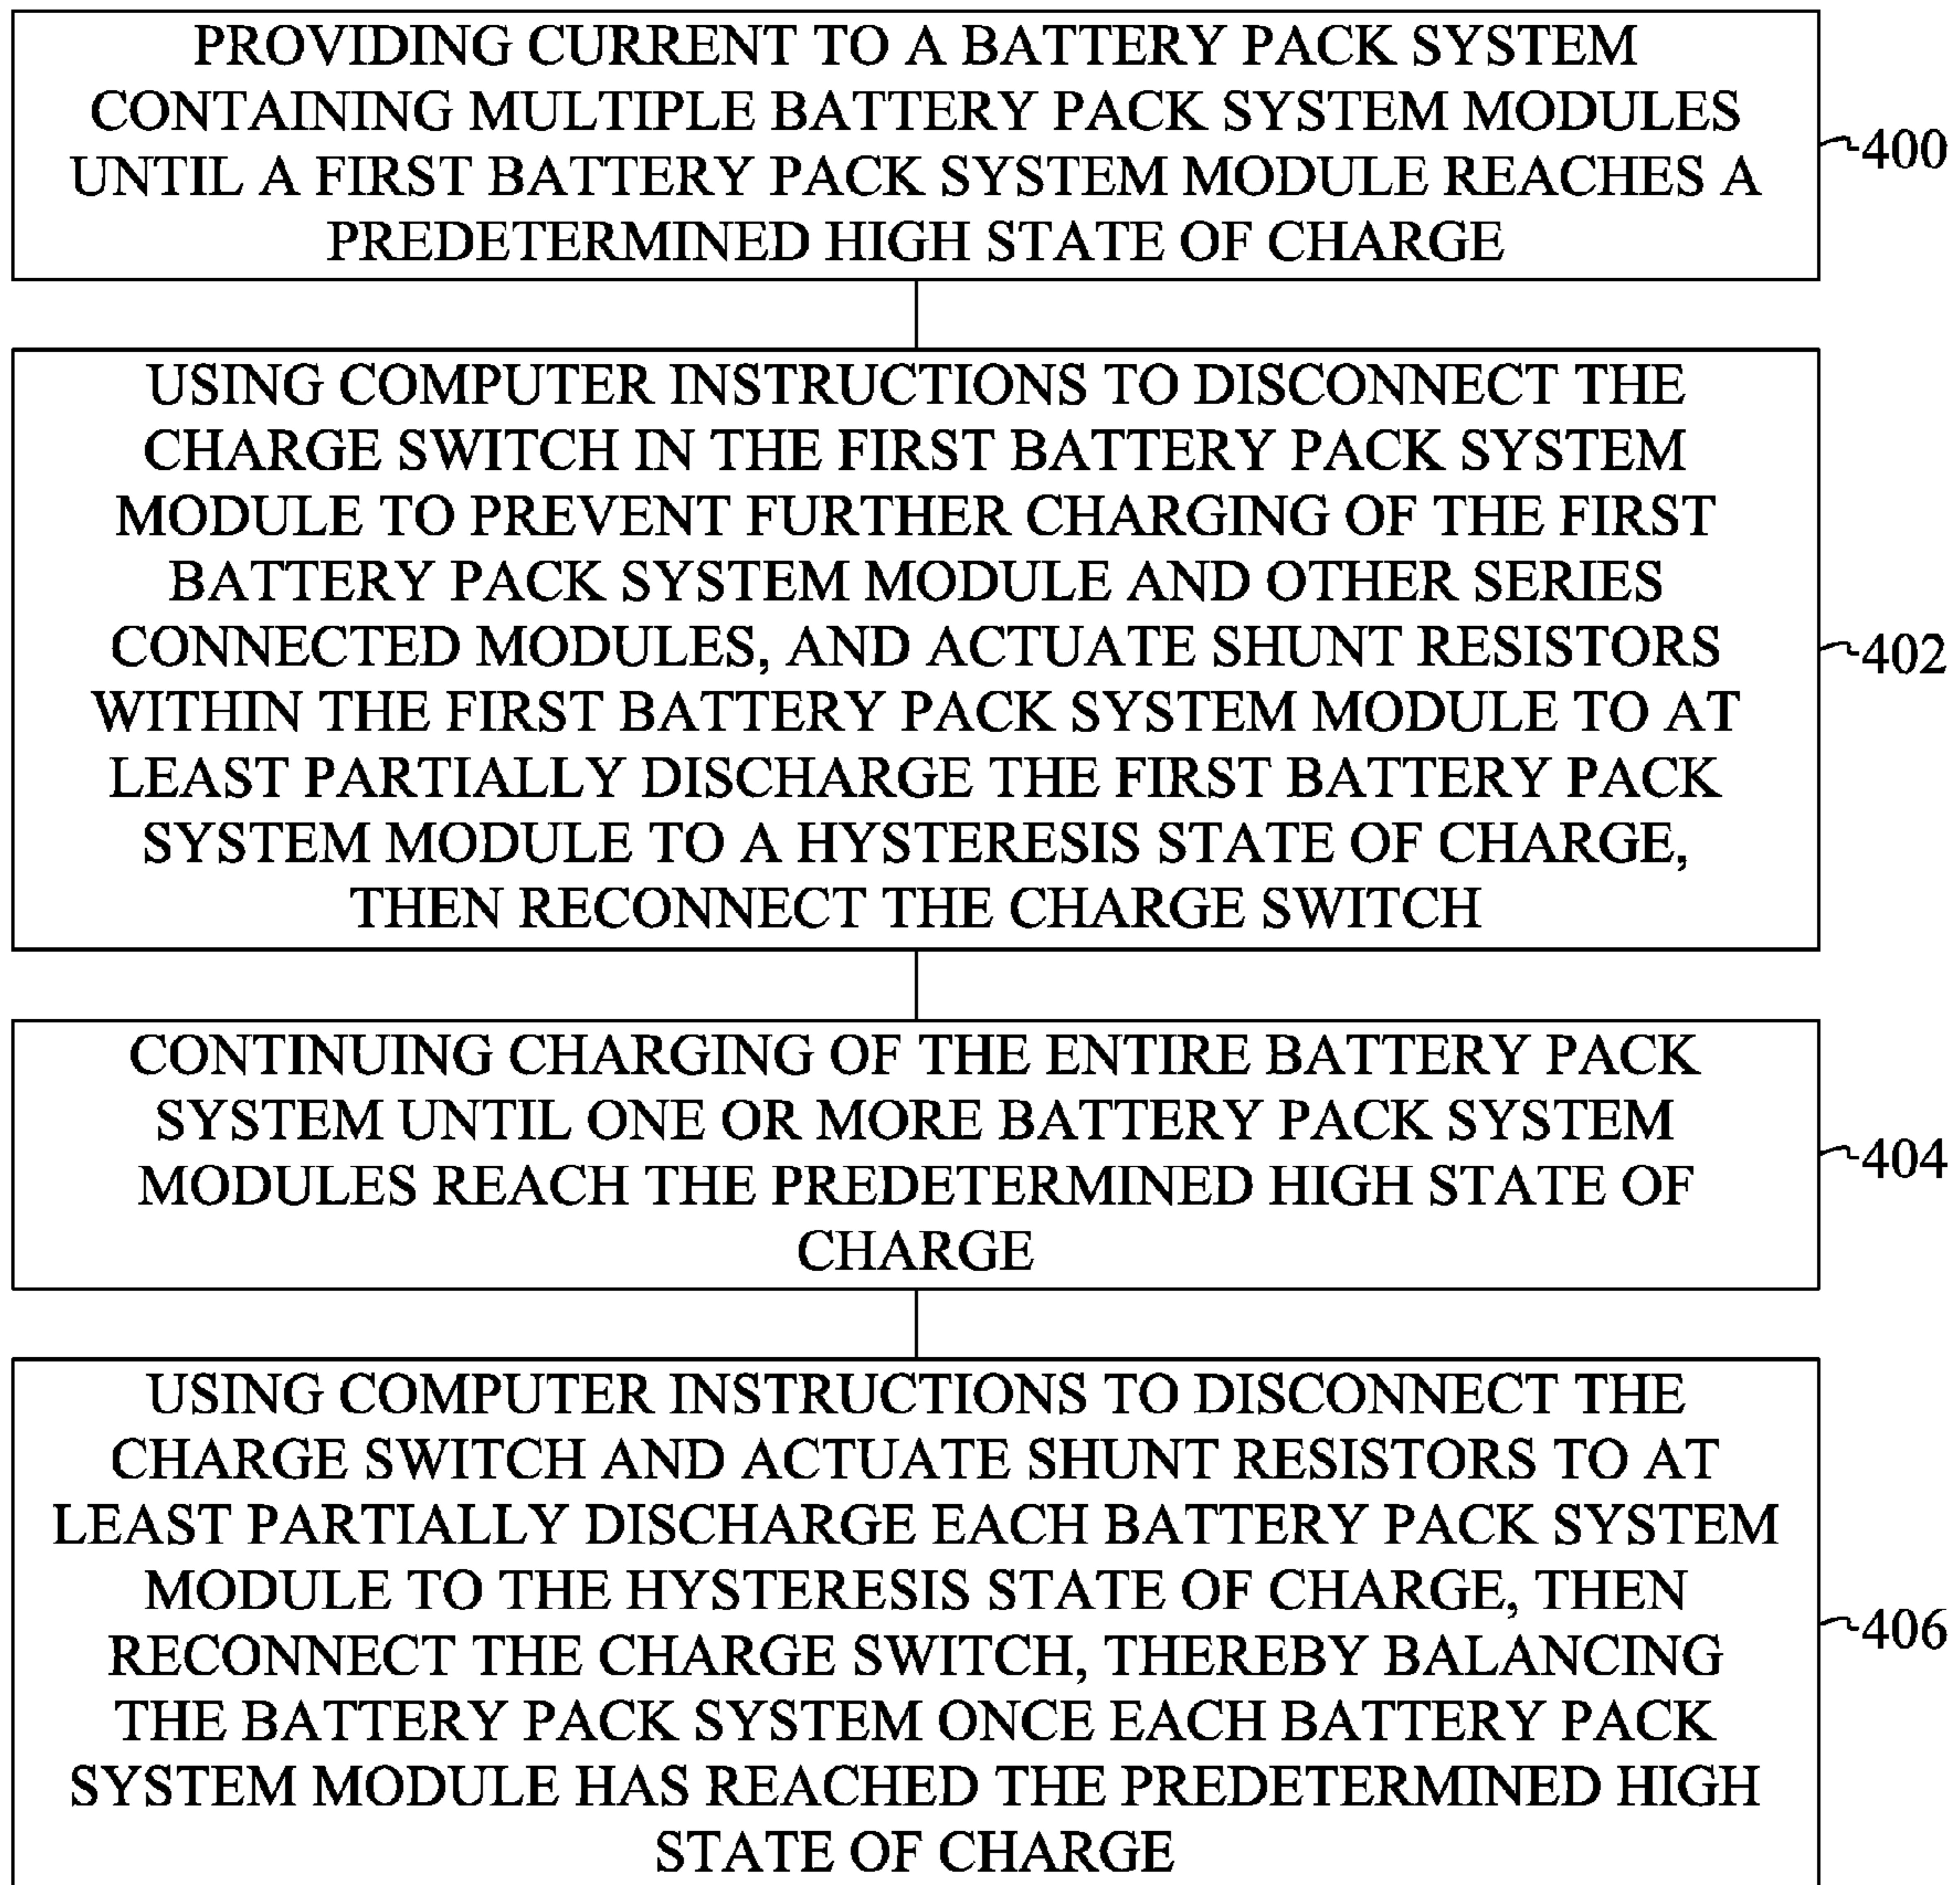 PROVIDING CURRENT TO A BATTERY PACK SYSTEM
CONTAINING MULTIPLE BATTERY PACK SYSTEM MODULES
UNTIL A FIRST BATTERY PACK SYSTEM MODULE REACHES A
PREDETERMINED HIGH STATE OF CHARGE
400
USING COMPUTER INSTRUCTIONS TO DISCONNECT THE
CHARGE SWITCH IN THE FIRST BATTERY PACK SYSTEM
MODULE TO PREVENT FURTHER CHARGING OF THE FIRST
BATTERY PACK SYSTEM MODULE AND OTHER SERIES
CONNECTED MODULES, AND ACTUATE SHUNT RESISTORS
WITHIN THE FIRST BATTERY PACK SYSTEM MODULE TO AT
LEAST PARTIALLY DISCHARGE THE FIRST BATTERY PACK
SYSTEM MODULE TO A HYSTERESIS STATE OF CHARGE,
THEN RECONNECT THE CHARGE SWITCH
402
CONTINUING CHARGING OF THE ENTIRE BATTERY PACK
SYSTEM UNTIL ONE OR MORE BATTERY PACK SYSTEM
MODULES REACH THE PREDETERMINED HIGH STATE OF
CHARGE
404
USING COMPUTER INSTRUCTIONS TO DISCONNECT THE
CHARGE SWITCH AND ACTUATE SHUNT RESISTORS TO AT
LEAST PARTIALLY DISCHARGE EACH BATTERY PACK SYSTEM
MODULE TO THE HYSTERESIS STATE OF CHARGE, THEN
RECONNECT THE CHARGE SWITCH, THEREBY BALANCING
THE BATTERY PACK SYSTEM ONCE EACH BATTERY PACK
SYSTEM MODULE HAS REACHED THE PREDETERMINED HIGH
STATE OF CHARGE
406